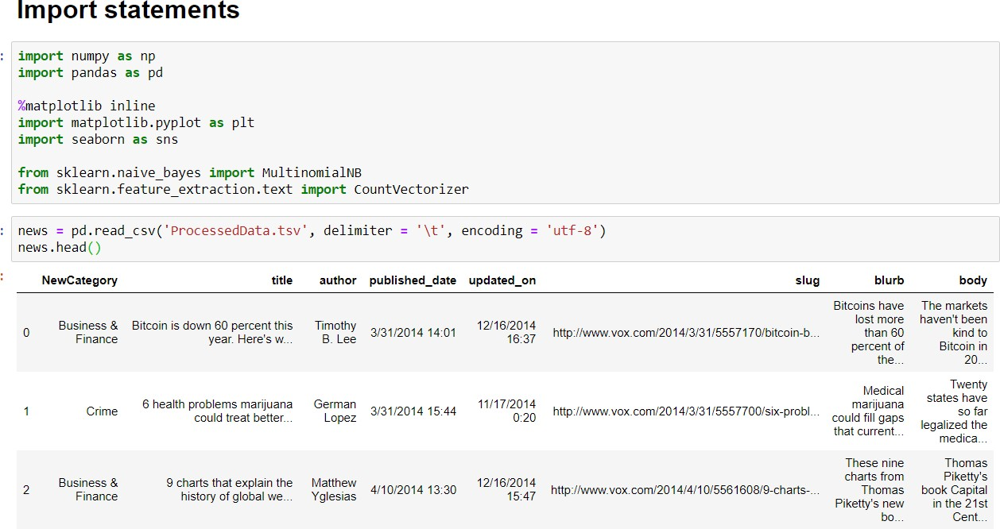 Import statements
:
import numpy as np
import pandas as pd
%matplotlib inline
import matplotlib.pyplot as plt
import seaborn as sns
from sklearn.naive_bayes import MultinomialNB
from sklearn.feature_extraction.text import CountVectorizer
:
news = pd.read_csv('ProcessedData.tsv', delimiter = '\t', encoding = 'utf-8')
news.head()
:
NewCategory title author published_date updated_on slug blurb body
0
Business &
Finance
Bitcoin is down 60 percent this
year. Here's w...
Timothy
B. Lee
3/31/2014 14:01
12/16/2014
16:37
http://www.vox.com/2014/3/31/5557170/bitcoin-b...
Bitcoins have
lost more
than 60
percent of
the...
The markets
haven't been
kind to
Bitcoin in
20...
1
Crime
6 health problems marijuana
could treat better...
German
Lopez
3/31/2014 15:44
11/17/2014
0:20
http://www.vox.com/2014/3/31/5557700/six-probl...
Medical
marijuana
could fill gaps
that current...
Twenty
states have
so far
legalized the
medica...
2
Business &
Finance
9 charts that explain the
history of global we...
Matthew
Yglesias
4/10/2014 13:30
12/16/2014
15:47
http://www.vox.com/2014/4/10/5561608/9-charts-...
These nine
charts from
Thomas
Piketty's new
bo...
Thomas
Piketty's
book Capital
in the 21st
Cent...